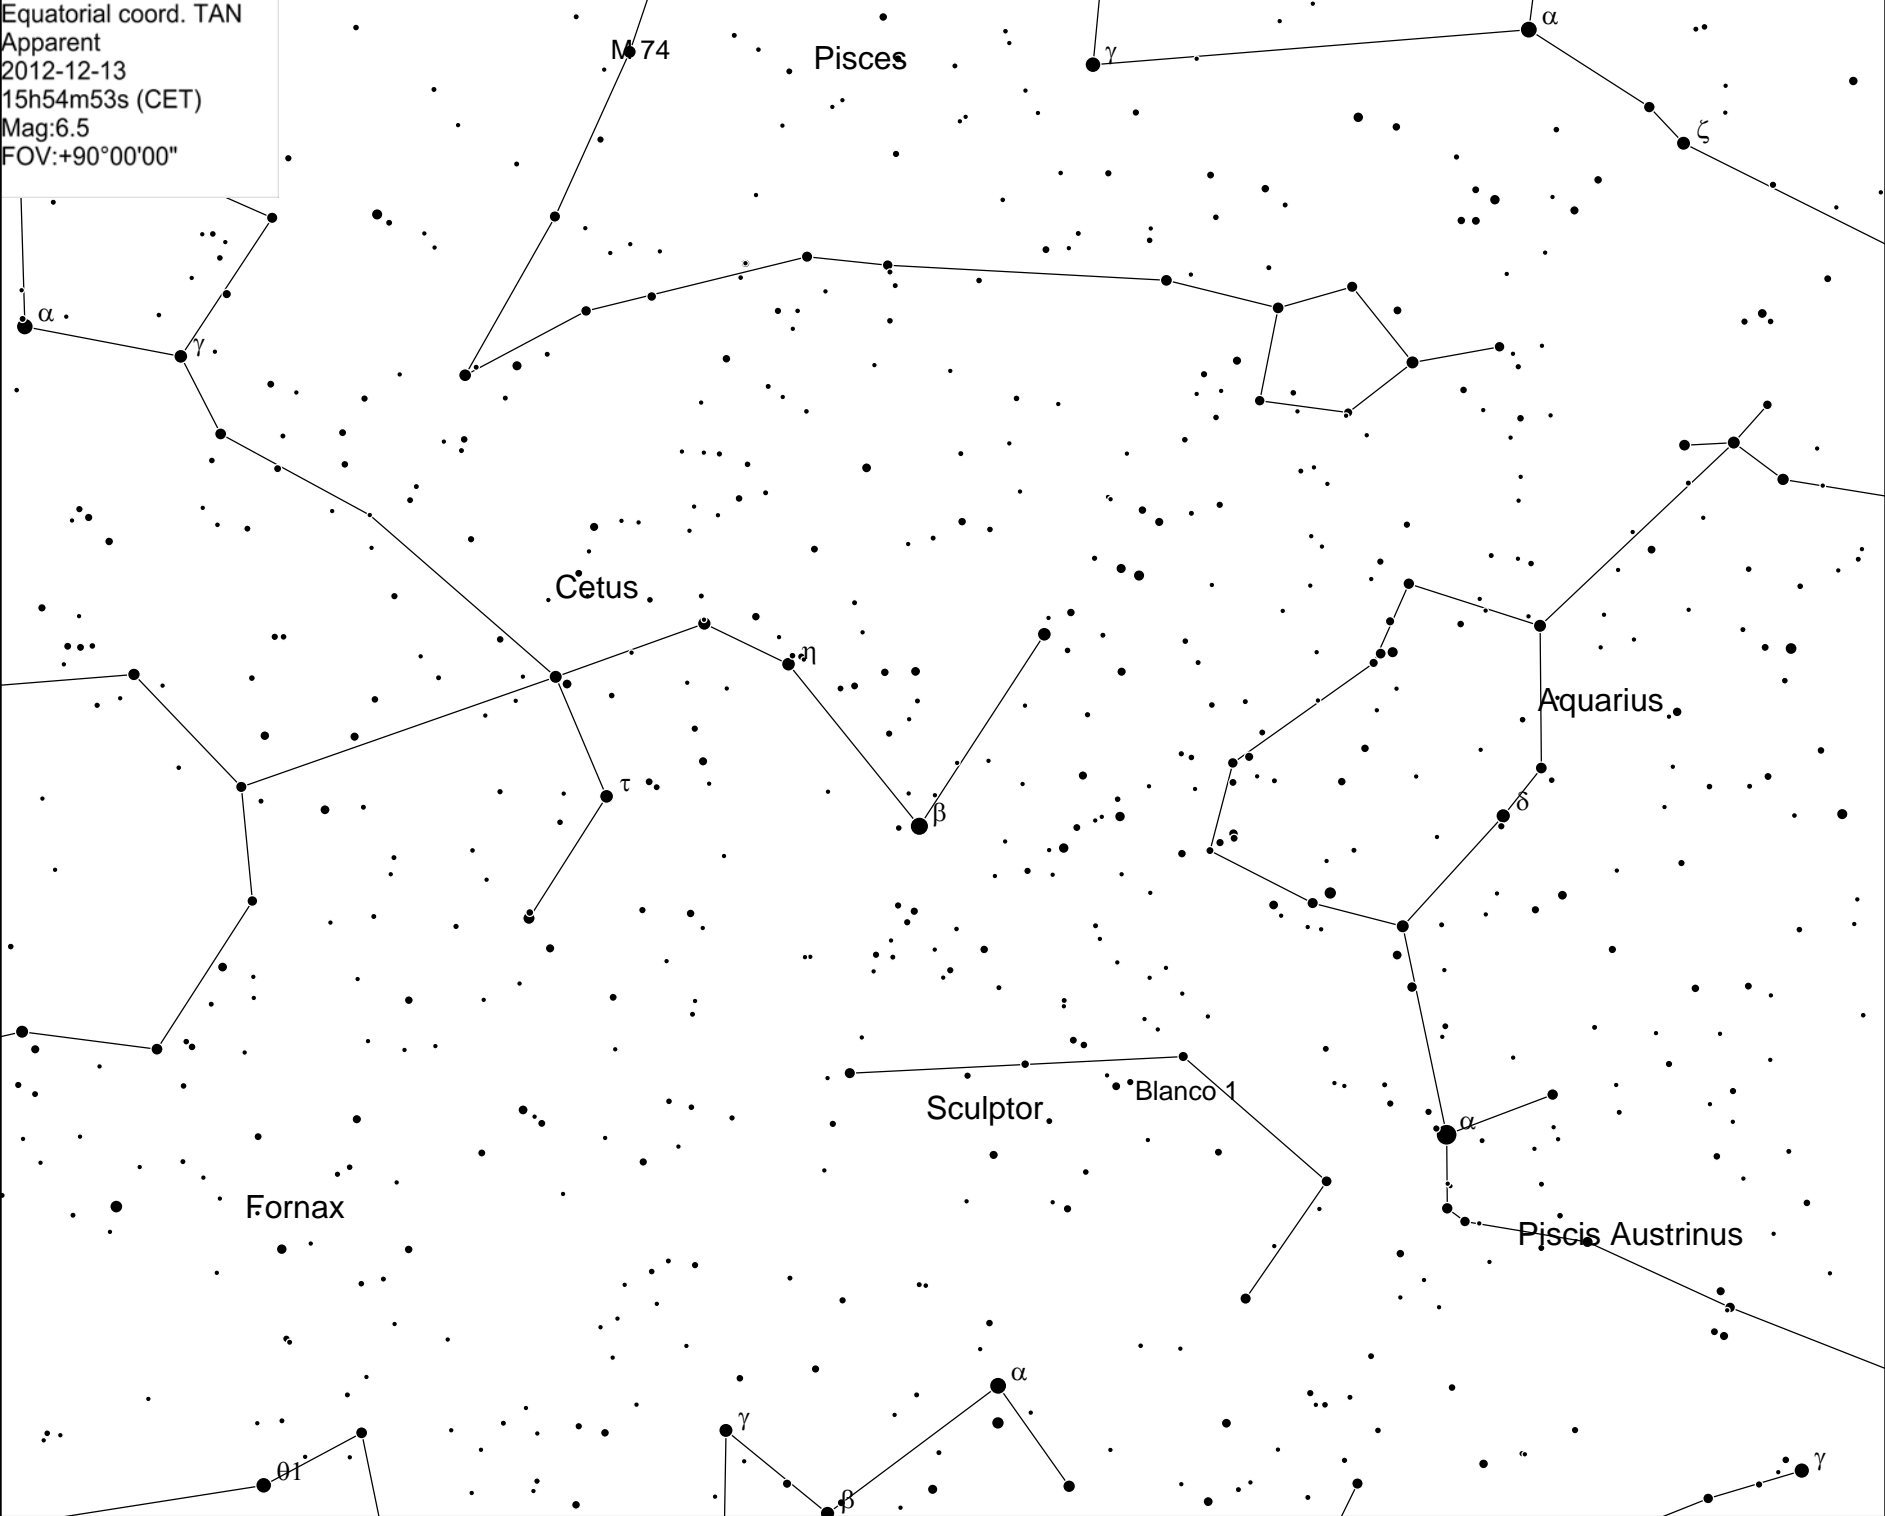 Equatorial coord. TAN
Apparent
2012-12-13
15h54m53s (CET)
Mag:6.5
FOV:+90°00'00"
M 74
Pisces
γ
α
ζ
α
γ
Cetus
η
Aquarius
τ
β
δ
Blanco 1
Sculptor
α
Fornax
Piscis Austrinus
α
γ
θ1
β
γ